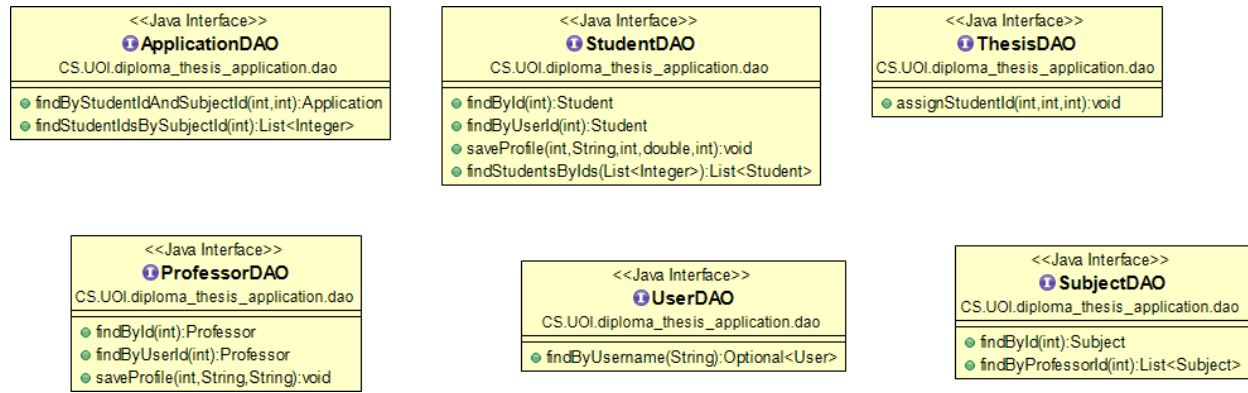 <<Java Interface>>
ApplicationDAO
CS.UOI.diploma_thesis_application.dao
findByStudentIdAndSubjectId(int,int):Application
findStudentIdsBySubjectId(int):List<Integer>
<<Java Interface>>
StudentDAO
CS.UOI.diploma_thesis_application.dao
findById(int):Student
findByUserId(int):Student
saveProfile(int,String,int,double,int):void
findStudentsByIds(List<Integer>):List<Student>
<<Java Interface>>
ThesisDAO
CS.UOI.diploma_thesis_application.dao
assignStudentId(int,int,int):void
<<Java Interface>>
ProfessorDAO
CS.UOI.diploma_thesis_application.dao
findById(int):Professor
findByUserId(int):Professor
saveProfile(int,String,String):void
<<Java Interface>>
UserDAO
CS.UOI.diploma_thesis_application.dao
findByUsername(String):Optional<User>
<<Java Interface>>
SubjectDAO
CS.UOI.diploma_thesis_application.dao
findById(int):Subject
findByProfessorId(int):List<Subject>